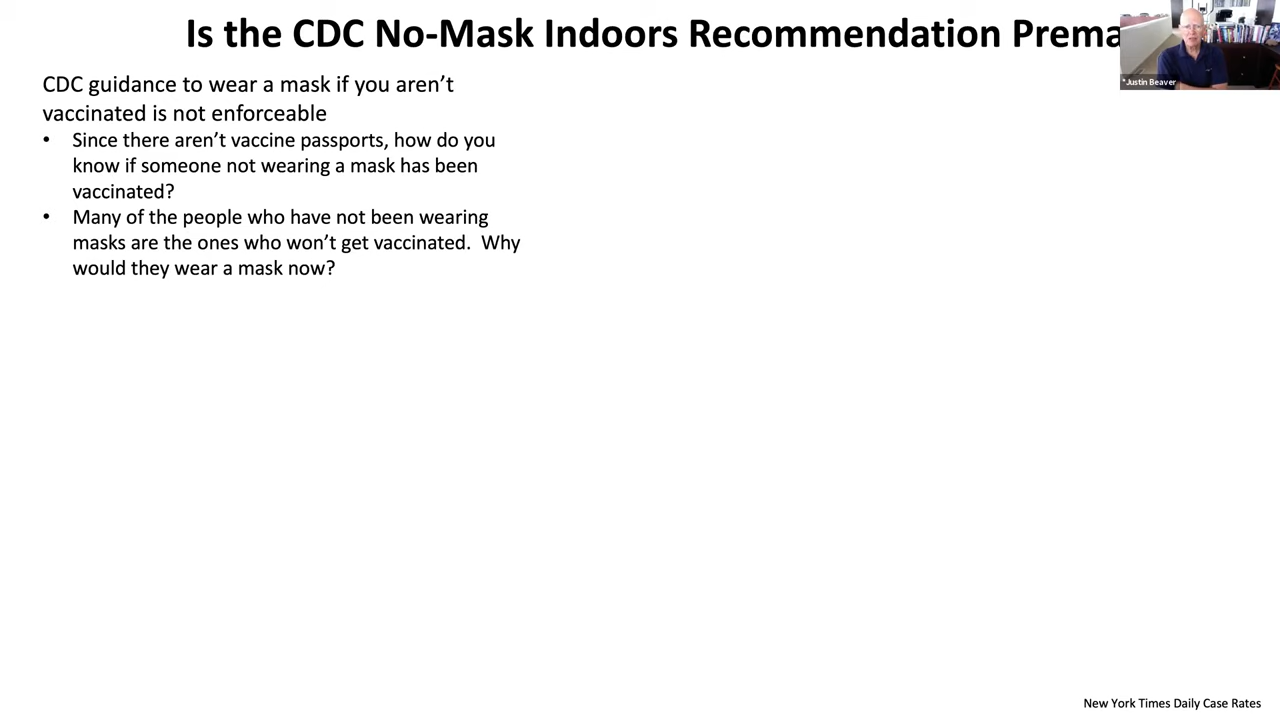 Is the CDC No-Mask Indoors Recommendation Prema
*Justin Beaver
CDC guidance to wear a mask if you aren’t
vaccinated is not enforceable
• Since there aren’t vaccine passports, how do you
know if someone not wearing a mask has been
vaccinated?
• Many of the people who have not been wearing
masks are the ones who won’t get vaccinated.  Why
would they wear a mask now?
New York Times Daily Case Rates